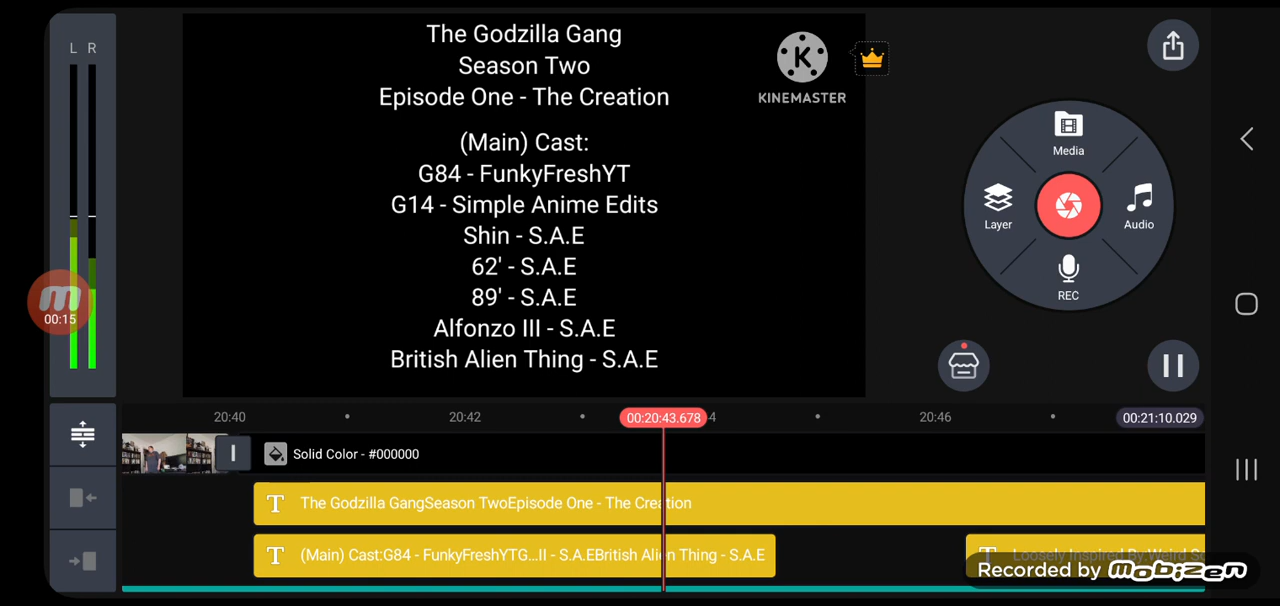 L R
The Godzilla Gang
Season Two
Episode One - The Creation
(Main) Cast:
G84 - FunkyFreshYT
G14 - Simple Anime Edits
Shin - S.A.E
62' - S.A.E
89' - S.A.E
Alfonzo III - S.A.E
British Alien Thing - S.A.E
K
KINEMASTER
Media
Layer
Audio
REC
00:15
20:40
20:42
00:20:43.678
4
20:46
00:21:10.029
Solid Color - #000000
T The Godzilla GangSeason TwoEpisode One - The Creation
T (Main) Cast:G84 - FunkyFreshYTG...II - S.A.EBritish Alien Thing - S.A.E
T Loosely Inspired By:Weird
Recorded by mobizen